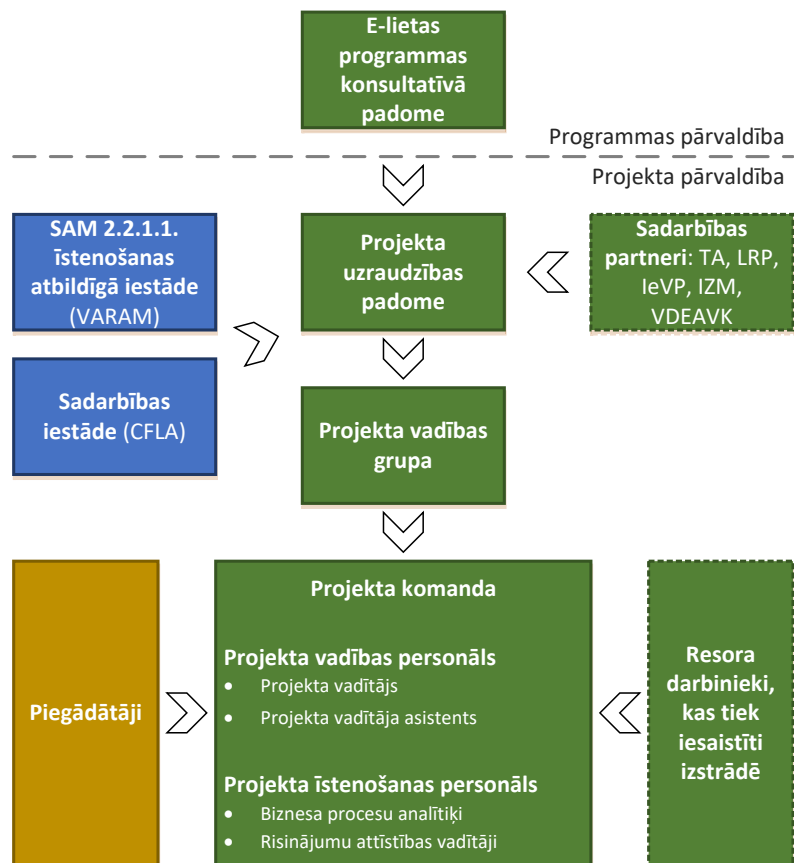 E-lietas
programmas
konsultatīvā
padome
Programmas pārvaldība
Projekta pārvaldība
SAM 2.2.1.1.
īstenošanas
atbildīgā iestāde
(VARAM)
Projekta
uzraudzības
padome
Sadarbības
partneri: TA, LRP,
IeVP, IZM,
VDEAVK
Sadarbības
iestāde (CFLA)
Projekta vadības
grupa
Piegādātāji
Projekta komanda
Projekta vadības personāls
• Projekta vadītājs
• Projekta vadītāja asistents
Projekta īstenošanas personāls
• Biznesa procesu analītiķi
• Risinājumu attīstības vadītāji
Resora
darbinieki,
kas tiek
iesaistīti
izstrādē